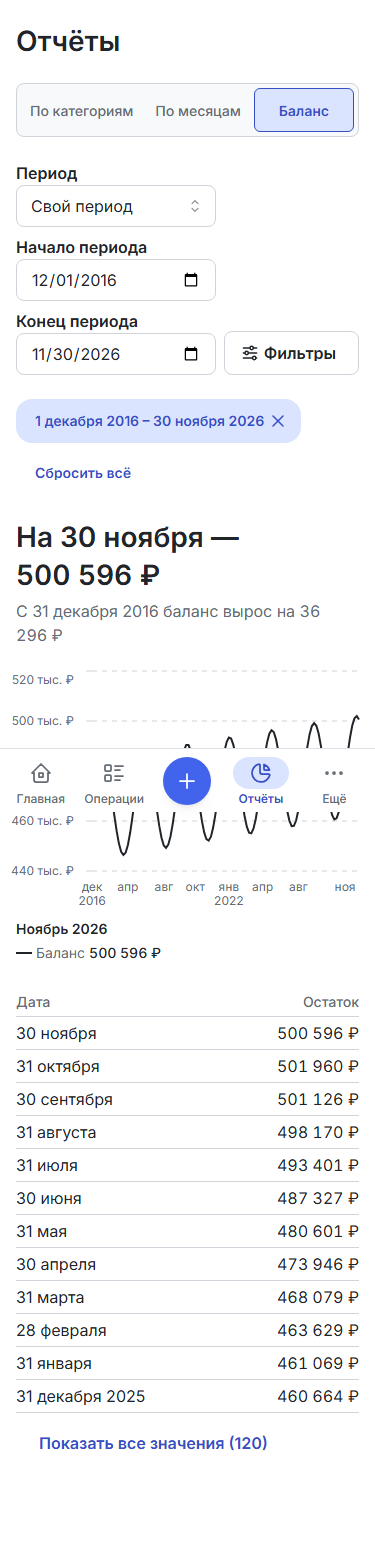 Отчёты
По категориям По месяцам Баланс
Период
Свой период
Начало периода
12/01/2016
Конец периода
11/30/2026 Фильтры
1 декабря 2016 – 30 ноября 2026
Сбросить всё
На 30 ноября —
500 596 ₽
С 31 декабря 2016 баланс вырос на 36
296 ₽
520 тыс. ₽
500 тыс. ₽
Главная Операции Отчёты Ещё
460 тыс. ₽
440 тыс. ₽
дек апр авг окт янв апр авг ноя
2016 2022
Ноябрь 2026
Баланс 500 596 ₽
Дата Остаток
30 ноября 500 596 ₽
31 октября 501 960 ₽
30 сентября 501 126 ₽
31 августа 498 170 ₽
31 июля 493 401 ₽
30 июня 487 327 ₽
31 мая 480 601 ₽
30 апреля 473 946 ₽
31 марта 468 079 ₽
28 февраля 463 629 ₽
31 января 461 069 ₽
31 декабря 2025 460 664 ₽
Показать все значения (120)